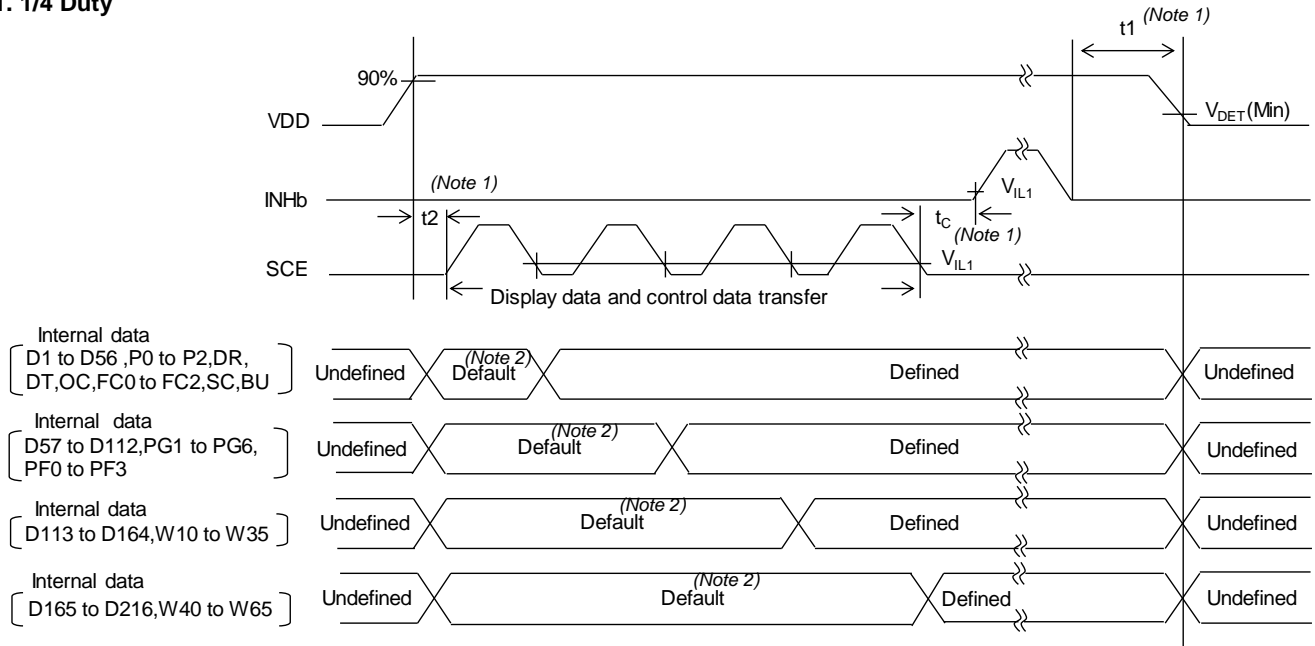 1. 1/4 Duty
t1 (Note 1)
90%
VDD
VDET(Min)
(Note 1)
INHb
VIL1
t2
tC
(Note 1)
SCE
VIL1
Display data and control data transfer
Internal data
D1 to D56 ,P0 to P2,DR,
DT,OC,FC0 to FC2,SC,BU
Undefined
(Note 2)
Default
Defined
Undefined
Internal data
D57 to D112,PG1 to PG6,
PF0 to PF3
Undefined
(Note 2)
Default
Defined
Undefined
Internal data
D113 to D164,W10 to W35
Undefined
(Note 2)
Default
Defined
Undefined
Internal data
D165 to D216,W40 to W65
Undefined
(Note 2)
Default
Defined
Undefined